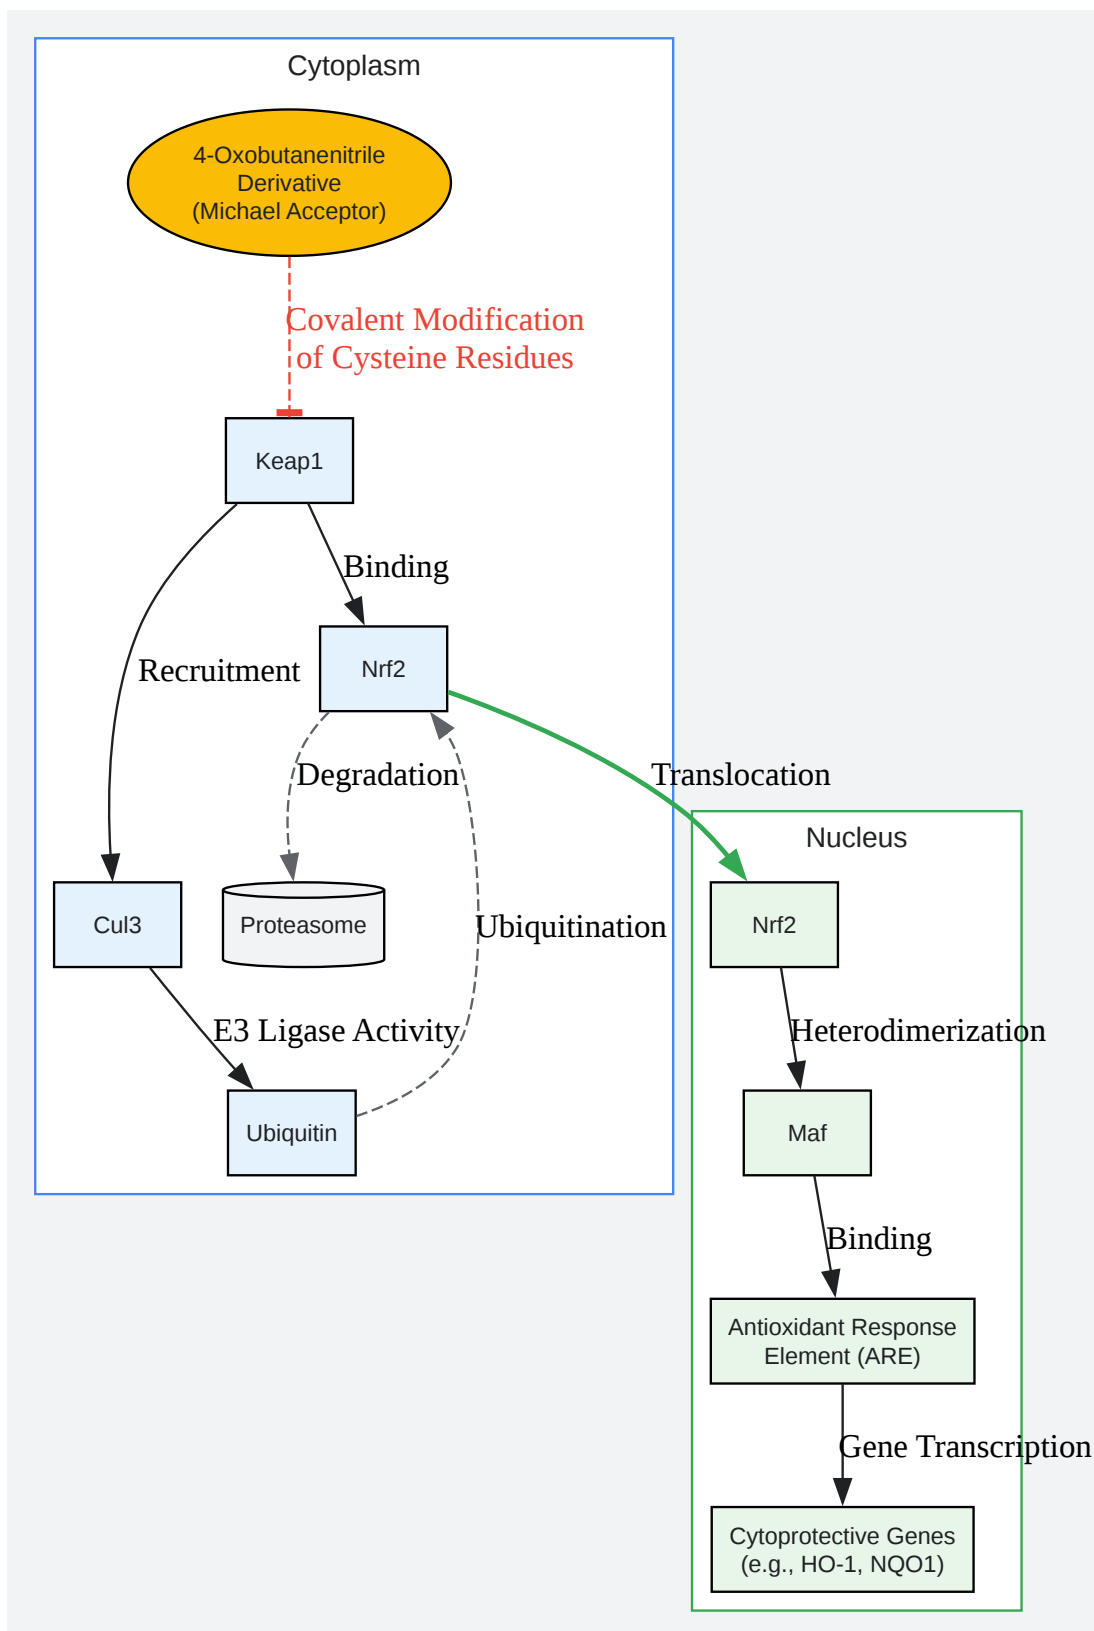 Cytoplasm
4-Oxobutanenitrile
Derivative
(Michael Acceptor)
Covalent Modification
of Cysteine Residues
Keap1
Binding
Nrf2
Recruitment
Degradation
Translocation
Nucleus
Cul3
Proteasome
Ubiquitination
Nrf2
E3 Ligase Activity
Heterodimerization
Ubiquitin
Maf
Binding
Antioxidant Response
Element (ARE)
Gene Transcription
Cytoprotective Genes
(e.g., HO-1, NQO1)